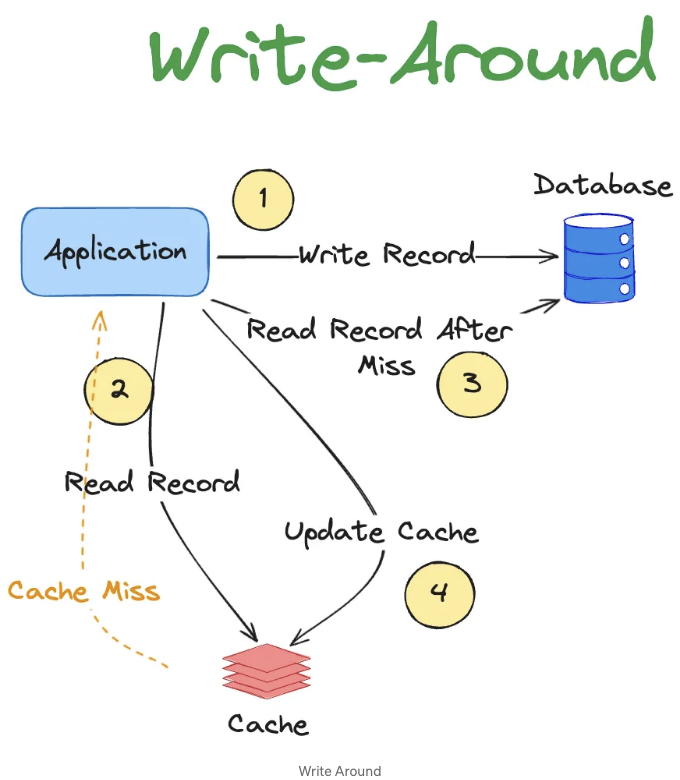 Write-Around
1
Database
Application
Write Record
Read Record After
Miss
3
2
Read Record
Update Cache
Cache Miss
4
Cache
Write Around